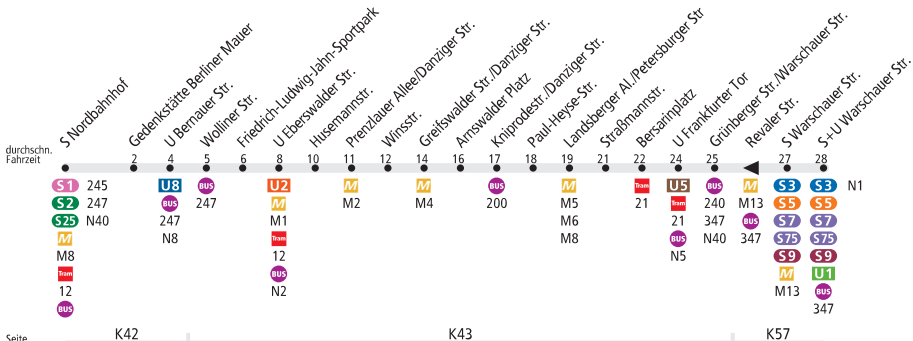 S Nordbahnhof
Gedenkstätte Berliner Mauer
U Bernauer Str.
Wolliner Str.
Friedrich-Ludwig-Jahn-Sportpark
U Eberswalder Str.
Husemannstr.
Prenzlauer Allee/Danziger Str.
Winsstr.
Greifswalder Str./Danziger Str.
Arnswalder Platz
Kniprodestr./Danziger Str.
Paul-Heyse-Str.
Landsberger Al./Petersburger Str
Straßmannstr.
Bersarinplatz
U Frankfurter Tor
Grünberger Str./Warschauer Str.
Revaler Str.
S Warschauer Str.
S+U Warschauer Str.
durchschn.
Fahrzeit
2 4 5 6 8 10 11 12 14 16 17 18 19 21 22 24 25 27 28
S1 245 U8 BUS U2 M M BUS M Tram U5 BUS M S3 S3 N1
S2 247 BUS 247 M M2 M4 200 M5 21 Tram 240 M13 S5 S5
S25 N40 247 M1 M6 21 347 BUS S7 S7
M N8 Tram M8 BUS N40 347 S75 S75
M8 12 N5 S9 S9
Tram BUS M U1
12 N2 M13 BUS
BUS 347
Seite K42 K43 K57